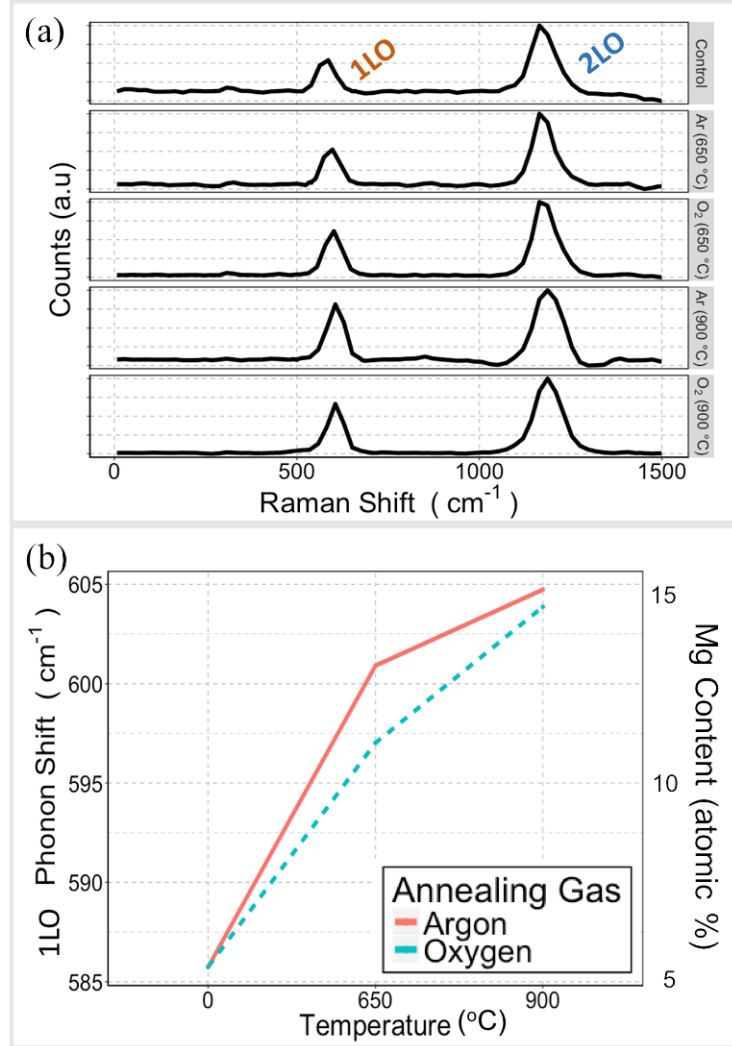 (a)
1LO
2LO
Control
Ar (650 °C)
O₂ (650 °C)
Ar (900 °C)
O₂ (900 °C)
Counts (a.u)
0 500 1000 1500
Raman Shift ( cm⁻¹ )
(b)
605
600
595
590
585
1LO Phonon Shift ( cm⁻¹ )
15
10
5
Mg Content (atomic %)
Annealing Gas
Argon
Oxygen
0 650 900
Temperature (°C)